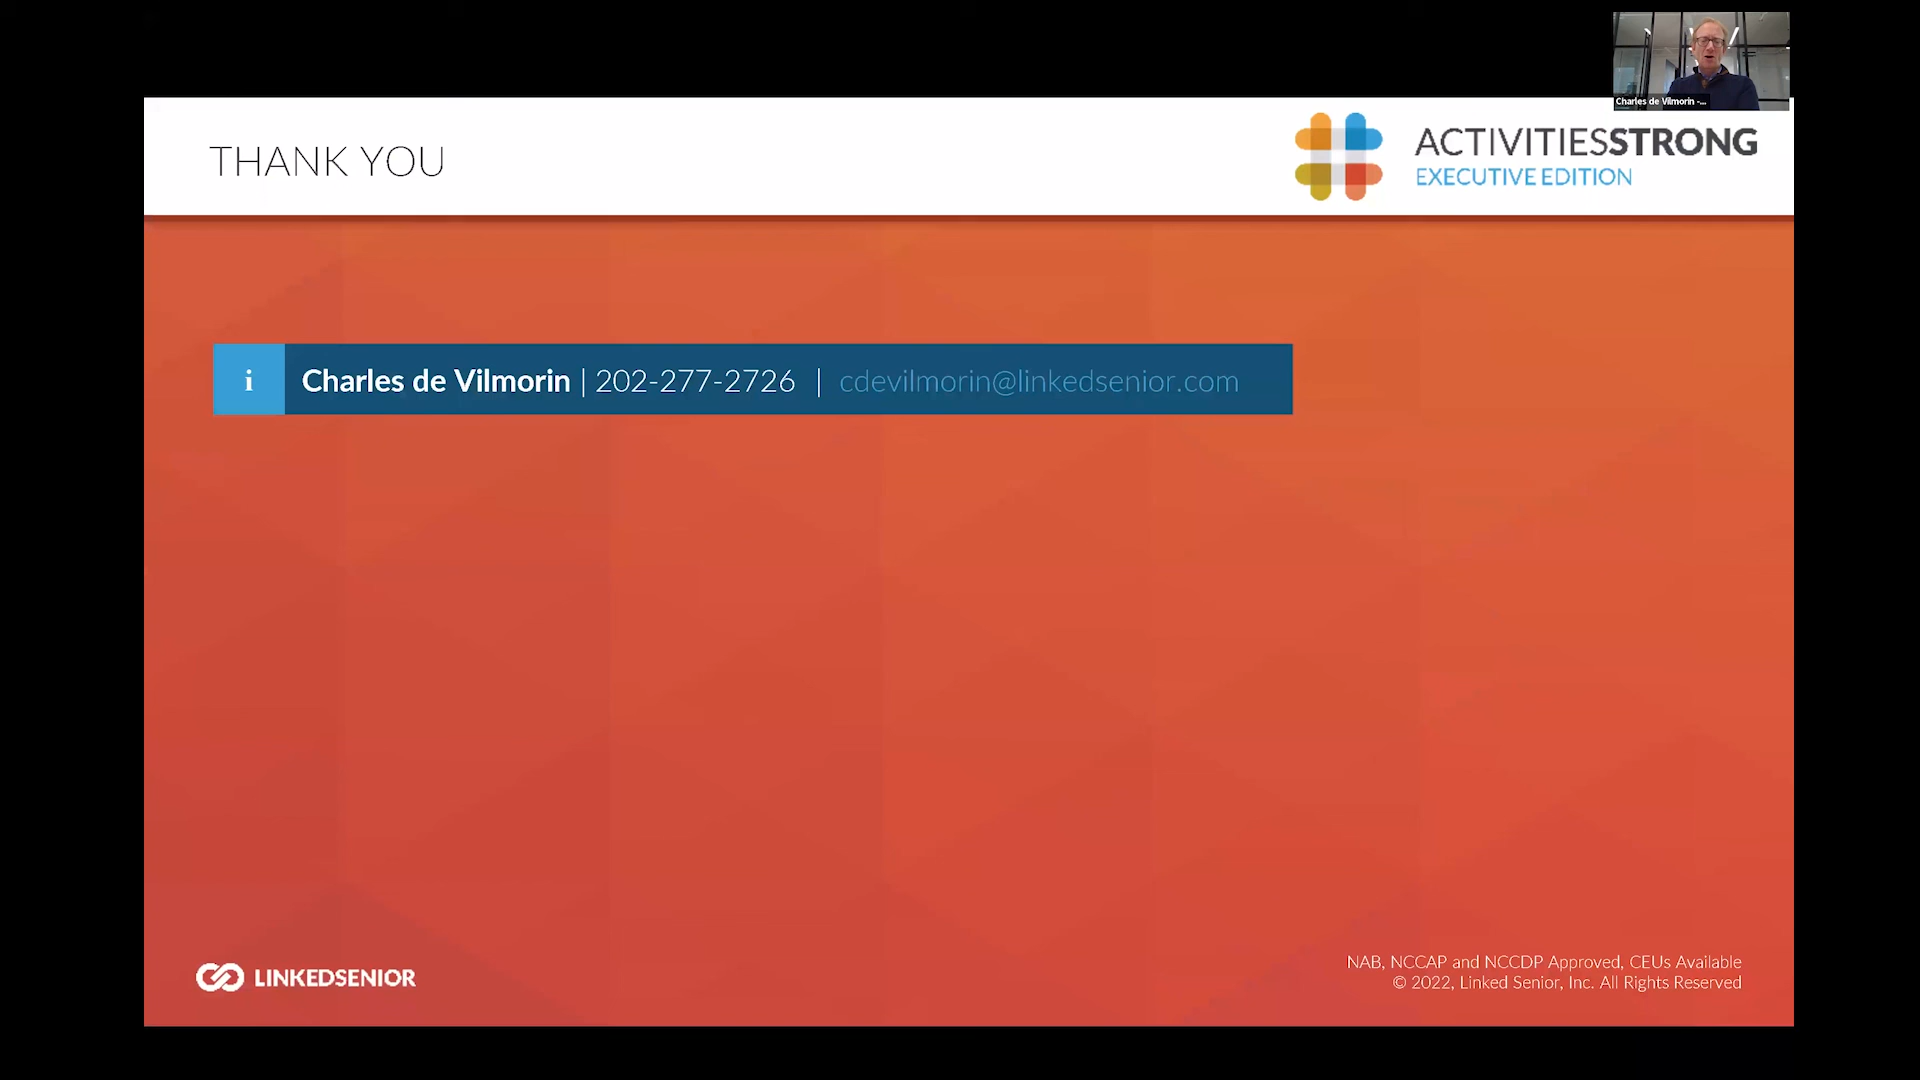 Charles de Vilmorin -...
THANK YOU
ACTIVITIESSTRONG
EXECUTIVE EDITION
i Charles de Vilmorin | 202-277-2726 | cdevilmorin@linkedsenior.com
LINKEDSENIOR
NAB, NCCAP and NCCDP Approved, CEUs Available
© 2022, Linked Senior, Inc. All Rights Reserved